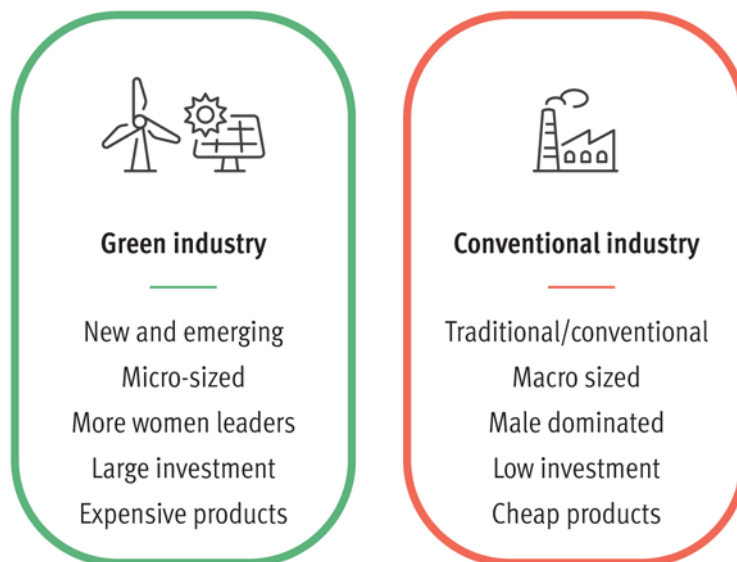 Green industry
New and emerging
Micro-sized
More women leaders
Large investment
Expensive products
Conventional industry
Traditional/conventional
Macro sized
Male dominated
Low investment
Cheap products